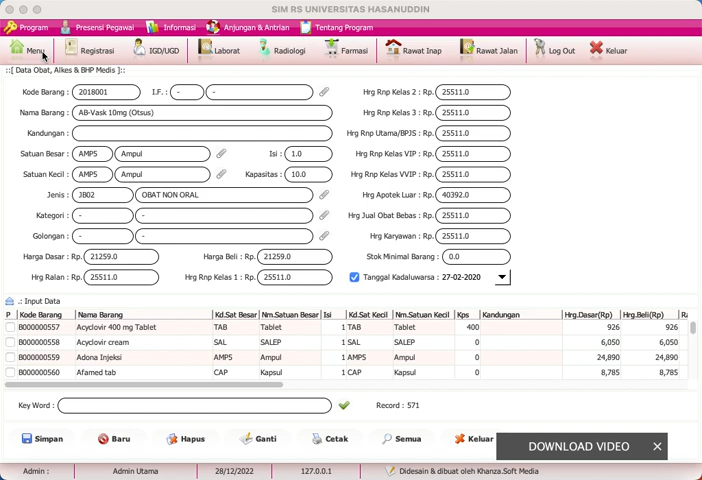 SIM RS UNIVERSITAS HASANUDDIN
Program Presensi Pegawai Informasi Anjungan & Antrian Tentang Program
Menu Registrasi IGD/UGD Laborat Radiologi Farmasi Rawat Inap Rawat Jalan Log Out Keluar
::[ Data Obat, Alkes & BHP Medis ]::
Kode Barang : 2018001 I.F. : - - Hrg Rnp Kelas 2 : Rp. 25511.0
Nama Barang : AB-Vask 10mg (Otsus) Hrg Rnp Kelas 3 : Rp. 25511.0
Kandungan : Hrg Rnp Utama/BPJS : Rp. 25511.0
Satuan Besar : AMP5 Ampul Isi : 1.0 Hrg Rnp Kelas VIP : Rp. 25511.0
Satuan Kecil : AMP5 Ampul Kapasitas : 10.0 Hrg Rnp Kelas VVIP : Rp. 25511.0
Jenis : JB02 OBAT NON ORAL Hrg Apotek Luar : Rp. 40392.0
Kategori : - - Hrg Jual Obat Bebas : Rp. 25511.0
Golongan : - - Hrg Karyawan : Rp. 25511.0
Harga Dasar : Rp. 21259.0 Harga Beli : Rp. 21259.0 Stok Minimal Barang : 0.0
Hrg Ralan : Rp. 25511.0 Hrg Rnp Kelas 1 : Rp. 25511.0 Tanggal Kadaluwarsa : 27-02-2020
.: Input Data
P Kode Barang Nama Barang Kd.Sat Besar Nm.Satuan Besar Isi Kd.Sat Kecil Nm.Satuan Kecil Kps Kandungan Hrg.Dasar(Rp) Hrg.Beli(Rp) Ra
B000000557 Acyclovir 400 mg Tablet TAB Tablet 1 TAB Tablet 400 926 926
B000000558 Acyclovir cream SAL SALEP 1 SAL SALEP 0 6,050 6,050
B000000559 Adona Injeksi AMP5 Ampul 1 AMP5 Ampul 0 24,890 24,890
B000000560 Afamed tab CAP Kapsul 1 CAP Kapsul 0 8,785 8,785
Key Word : Record : 571
Simpan Baru Hapus Ganti Cetak Semua Keluar
DOWNLOAD VIDEO ×
Admin : Admin Utama 28/12/2022 127.0.0.1 Didesain & dibuat oleh Khanza.Soft Media